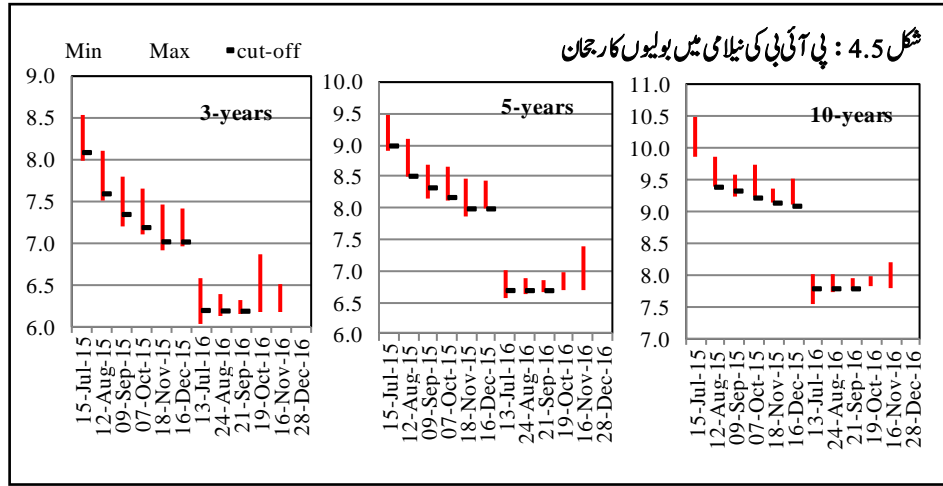 شکل 4.5 : پی آئی بی کی نیلامی میں بولیوں کا رجحان
Min Max cut-off
3-years
9.0
8.5
8.0
7.5
7.0
6.5
6.0
15-Jul-15
12-Aug-15
09-Sep-15
07-Oct-15
18-Nov-15
16-Dec-15
13-Jul-16
24-Aug-16
21-Sep-16
19-Oct-16
16-Nov-16
28-Dec-16
5-years
10.0
9.5
9.0
8.5
8.0
7.5
7.0
6.5
6.0
15-Jul-15
12-Aug-15
09-Sep-15
07-Oct-15
18-Nov-15
16-Dec-15
13-Jul-16
24-Aug-16
21-Sep-16
19-Oct-16
16-Nov-16
28-Dec-16
10-years
11.0
10.5
10.0
9.5
9.0
8.5
8.0
7.5
7.0
15-Jul-15
12-Aug-15
09-Sep-15
07-Oct-15
18-Nov-15
16-Dec-15
13-Jul-16
24-Aug-16
21-Sep-16
19-Oct-16
16-Nov-16
28-Dec-16